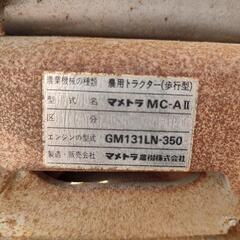 農業機械の種類 農用トラクター(歩行型)
型式名 マメトラ MC-AⅡ
区分
エンジンの型式 GM131LN-350
製造・販売会社 マメトラ農機株式会社